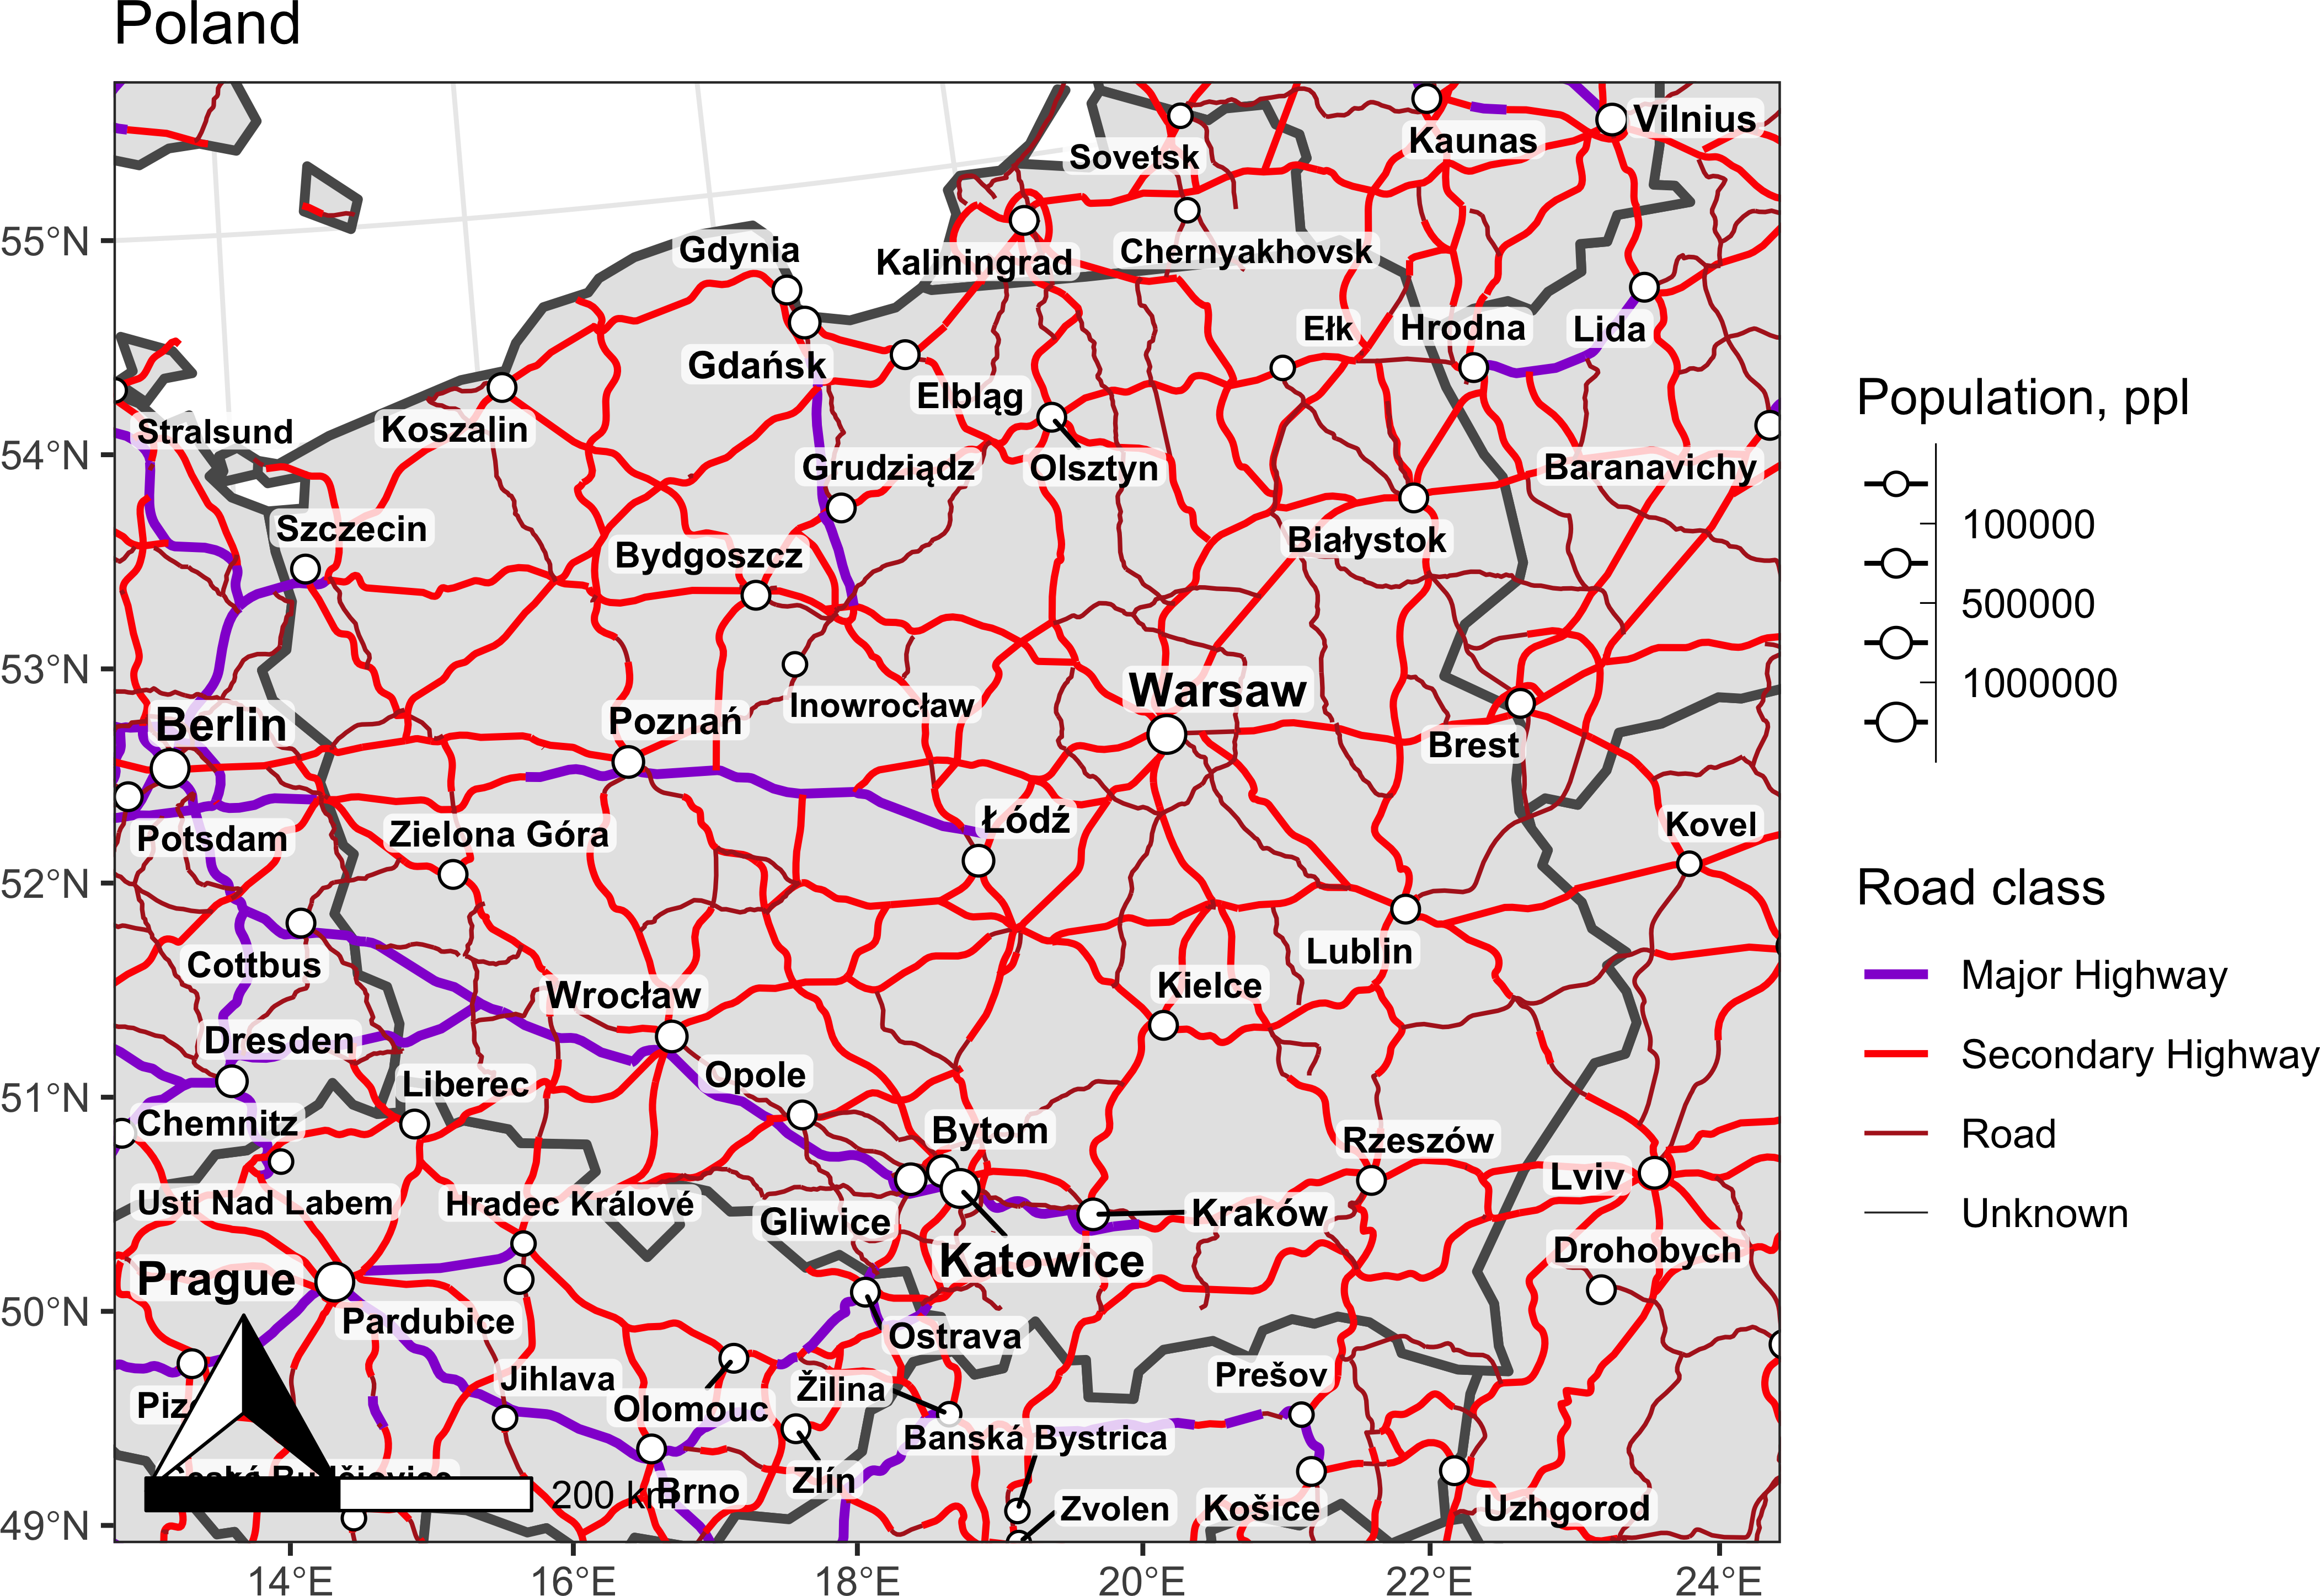 Poland
Vilnius
Kaunas
Sovetsk
55°N
Gdynia
Kaliningrad
Chernyakhovsk
Ełk
Hrodna
Lida
Gdańsk
Elbląg
Stralsund
Koszalin
54°N
Grudziądz
Olsztyn
Baranavichy
Szczecin
Białystok
Bydgoszcz
53°N
Warsaw
Inowrocław
Berlin
Poznań
Brest
Łódź
Kovel
Potsdam
Zielona Góra
52°N
Lublin
Cottbus
Kielce
Wrocław
Dresden
Opole
Liberec
51°N
Chemnitz
Bytom
Rzeszów
Lviv
Usti Nad Labem
Hradec Králové
Gliwice
Kraków
Drohobych
Katowice
Prague
50°N
Pardubice
Ostrava
Jihlava
Žilina
Prešov
Olomouc
Banská Bystrica
Zlín
200 km
Brno
Zvolen
Košice
Uzhgorod
49°N
14°E
16°E
18°E
20°E
22°E
24°E
Population, ppl
100000
500000
1000000
Road class
Major Highway
Secondary Highway
Road
Unknown